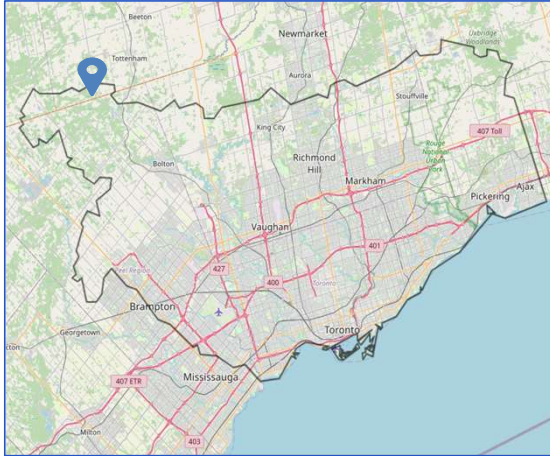 Beeton
Newmarket
Uxbridge
Woodlands
Tottenham
Aurora
Stouffville
King City
407 Toll
Bolton
Richmond
Hill
Rouge
National
Urban
Park
Markham
Pickering
Ajax
Vaughan
401
427
Peel Region
400
Toronto
Brampton
Georgetown
Toronto
Mississauga
407 ETR
Milton
403
cton